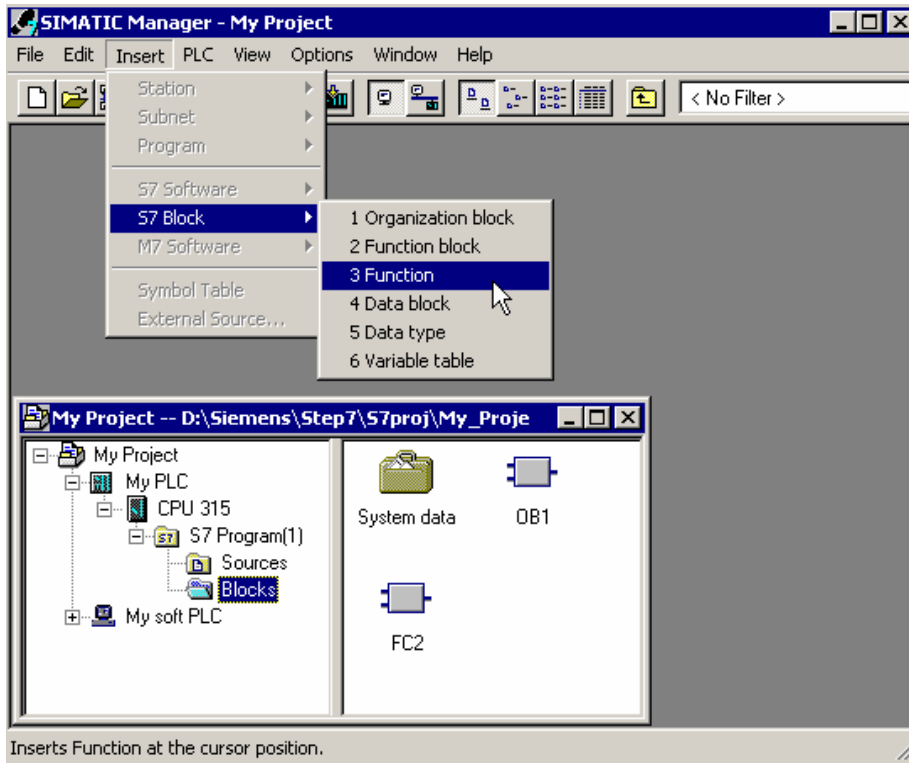 SIMATIC Manager - My Project
File Edit Insert PLC View Options Window Help
< No Filter >
Station
Subnet
Program
S7 Software
S7 Block
M7 Software
Symbol Table
External Source...
1 Organization block
2 Function block
3 Function
4 Data block
5 Data type
6 Variable table
My Project -- D:\Siemens\Step7\S7proj\My_Proje
My Project
My PLC
CPU 315
S7 S7 Program(1)
Sources
Blocks
My soft PLC
System data
OB1
FC2
Inserts Function at the cursor position.